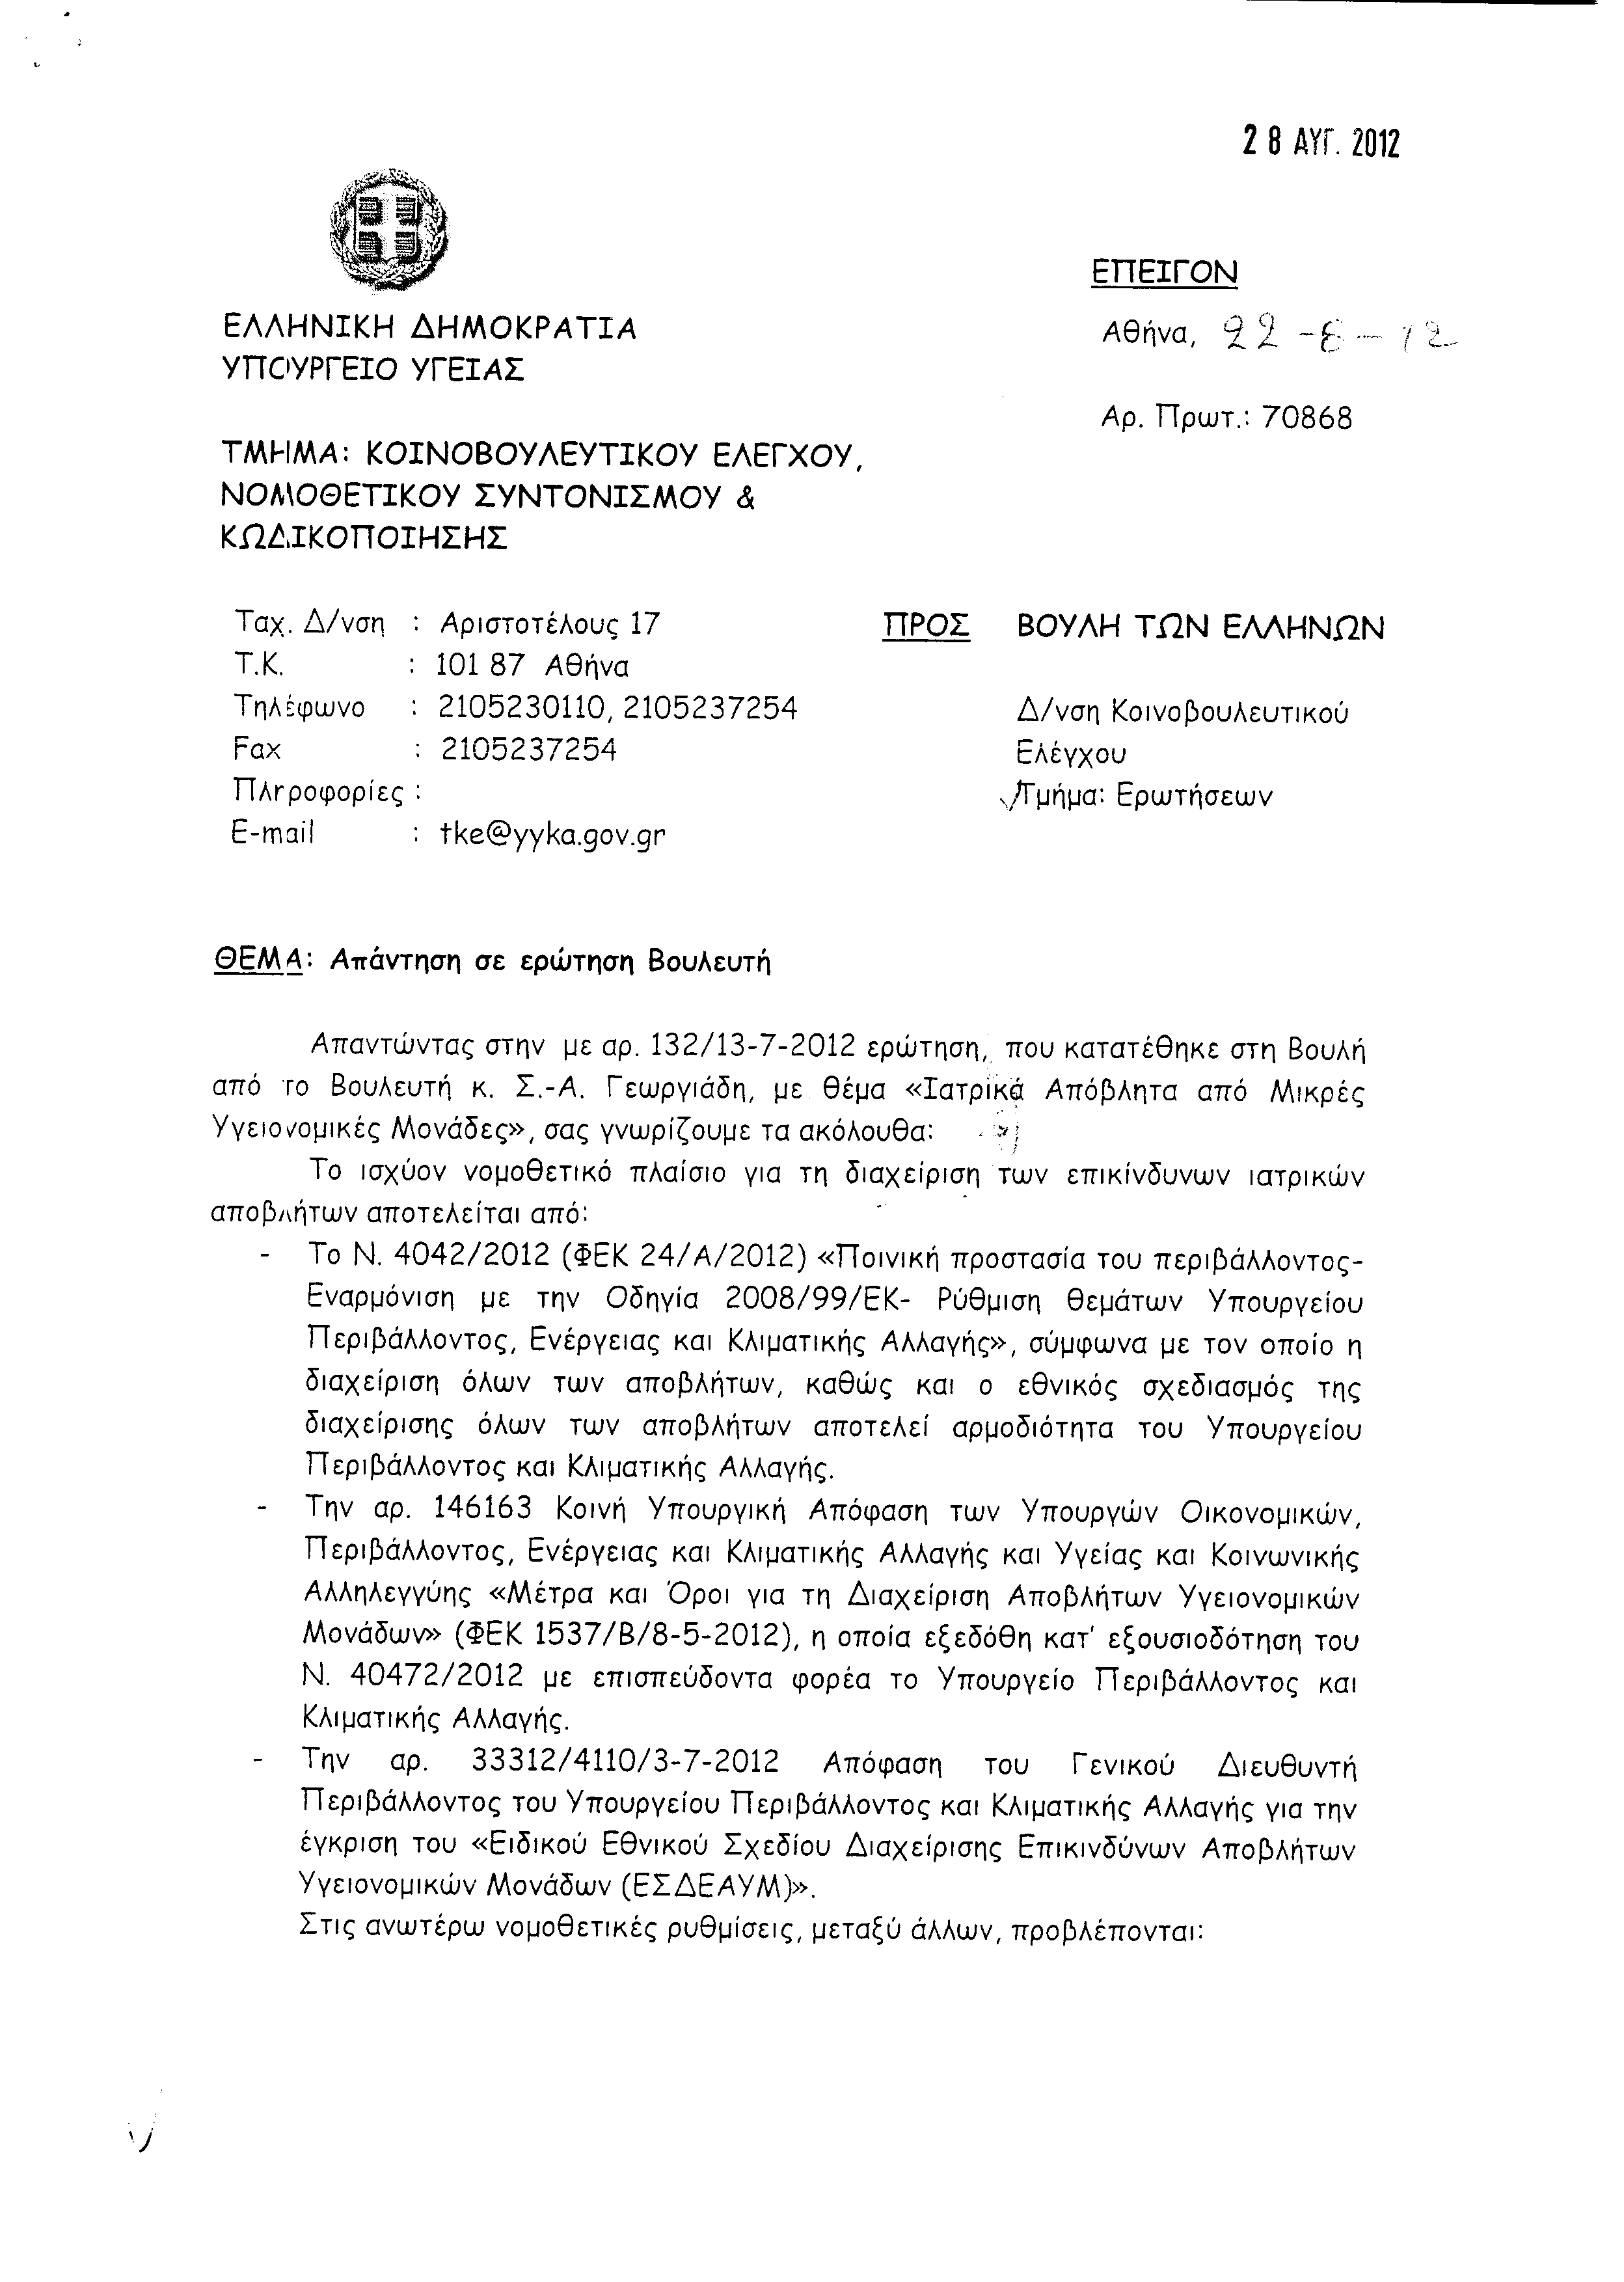 28 ΑΥΓ. 2012
ΕΠΕΙΓΟΝ
ΕΛΛΗΝΙΚΗ ΔΗΜΟΚΡΑΤΙΑ
ΥΠΟΥΡΓΕΙΟ ΥΓΕΙΑΣ
Αθήνα, 22-8-12
Αρ. Πρωτ.: 70868
ΤΜΗΜΑ: ΚΟΙΝΟΒΟΥΛΕΥΤΙΚΟΥ ΕΛΕΓΧΟΥ,
ΝΟΜΟΘΕΤΙΚΟΥ ΣΥΝΤΟΝΙΣΜΟΥ &
ΚΩΔΙΚΟΠΟΙΗΣΗΣ
Ταχ. Δ/νση : Αριστοτέλους 17
Τ.Κ. : 101 87 Αθήνα
Τηλέφωνο : 2105230110, 2105237254
Fax : 2105237254
Πληροφορίες :
E-mail : tke@yyka.gov.gr
ΠΡΟΣ ΒΟΥΛΗ ΤΩΝ ΕΛΛΗΝΩΝ
Δ/νση Κοινοβουλευτικού
Ελέγχου
Τμήμα: Ερωτήσεων
ΘΕΜΑ: Απάντηση σε ερώτηση Βουλευτή
Απαντώντας στην με αρ. 132/13-7-2012 ερώτηση, που κατατέθηκε στη Βουλή
από το Βουλευτή κ. Σ.-Α. Γεωργιάδη, με θέμα «Ιατρικά Απόβλητα από Μικρές
Υγειονομικές Μονάδες», σας γνωρίζουμε τα ακόλουθα:
Το ισχύον νομοθετικό πλαίσιο για τη διαχείριση των επικίνδυνων ιατρικών
αποβλήτων αποτελείται από:
- Το Ν. 4042/2012 (ΦΕΚ 24/Α/2012) «Ποινική προστασία του περιβάλλοντος-
Εναρμόνιση με την Οδηγία 2008/99/ΕΚ- Ρύθμιση θεμάτων Υπουργείου
Περιβάλλοντος, Ενέργειας και Κλιματικής Αλλαγής», σύμφωνα με τον οποίο η
διαχείριση όλων των αποβλήτων, καθώς και ο εθνικός σχεδιασμός της
διαχείρισης όλων των αποβλήτων αποτελεί αρμοδιότητα του Υπουργείου
Περιβάλλοντος και Κλιματικής Αλλαγής.
- Την αρ. 146163 Κοινή Υπουργική Απόφαση των Υπουργών Οικονομικών,
Περιβάλλοντος, Ενέργειας και Κλιματικής Αλλαγής και Υγείας και Κοινωνικής
Αλληλεγγύης «Μέτρα και Όροι για τη Διαχείριση Αποβλήτων Υγειονομικών
Μονάδων» (ΦΕΚ 1537/Β/8-5-2012), η οποία εξεδόθη κατ' εξουσιοδότηση του
Ν. 40472/2012 με επισπεύδοντα φορέα το Υπουργείο Περιβάλλοντος και
Κλιματικής Αλλαγής.
- Την αρ. 33312/4110/3-7-2012 Απόφαση του Γενικού Διευθυντή
Περιβάλλοντος του Υπουργείου Περιβάλλοντος και Κλιματικής Αλλαγής για την
έγκριση του «Ειδικού Εθνικού Σχεδίου Διαχείρισης Επικινδύνων Αποβλήτων
Υγειονομικών Μονάδων (ΕΣΔΕΑΥΜ)».
Στις ανωτέρω νομοθετικές ρυθμίσεις, μεταξύ άλλων, προβλέπονται: